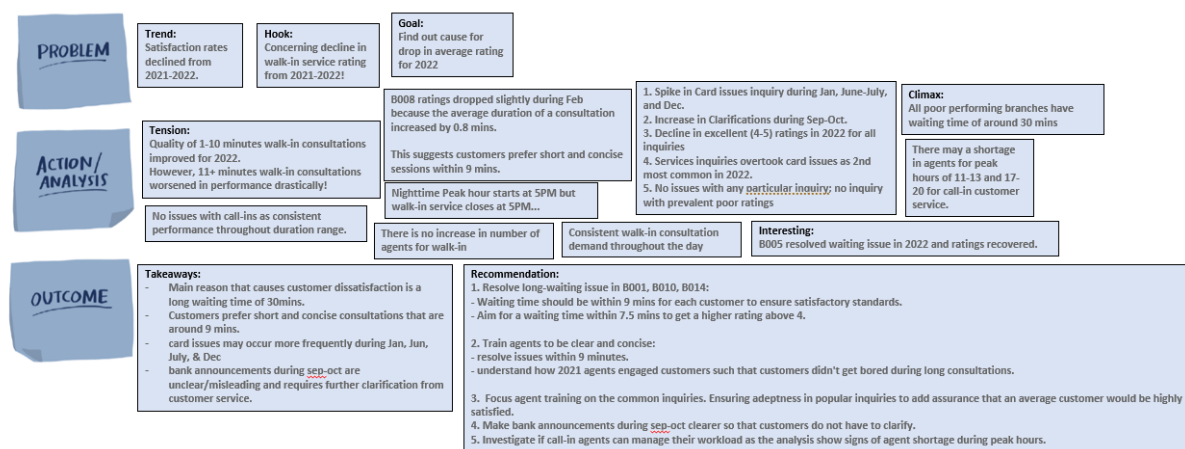 PROBLEM
Trend:
Satisfaction rates
declined from
2021-2022.
Hook:
Concerning decline in
walk-in service rating
from 2021-2022!
Goal:
Find out cause for
drop in average rating
for 2022
ACTION/
ANALYSIS
Tension:
Quality of 1-10 minutes walk-in consultations
improved for 2022.
However, 11+ minutes walk-in consultations
worsened in performance drastically!
No issues with call-ins as consistent
performance throughout duration range.
B008 ratings dropped slightly during Feb
because the average duration of a consultation
increased by 0.8 mins.
This suggests customers prefer short and concise
sessions within 9 mins.
Nighttime Peak hour starts at 5PM but
walk-in service closes at 5PM...
There is no increase in number of
agents for walk-in
1. Spike in Card issues inquiry during Jan, June-July,
and Dec.
2. Increase in Clarifications during Sep-Oct.
3. Decline in excellent (4-5) ratings in 2022 for all
inquiries
4. Services inquiries overtook card issues as 2nd
most common in 2022.
5. No issues with any particular inquiry; no inquiry
with prevalent poor ratings
Consistent walk-in consultation
demand throughout the day
Climax:
All poor performing branches have
waiting time of around 30 mins
There may a shortage
in agents for peak
hours of 11-13 and 17-
20 for call-in customer
service.
Interesting:
B005 resolved waiting issue in 2022 and ratings recovered.
OUTCOME
Takeaways:
- Main reason that causes customer dissatisfaction is a
long waiting time of 30mins.
- Customers prefer short and concise consultations that are
around 9 mins.
- card issues may occur more frequently during Jan, Jun,
July, & Dec
- bank announcements during sep-oct are
unclear/misleading and requires further clarification from
customer service.
Recommendation:
1. Resolve long-waiting issue in B001, B010, B014:
- Waiting time should be within 9 mins for each customer to ensure satisfactory standards.
- Aim for a waiting time within 7.5 mins to get a higher rating above 4.
2. Train agents to be clear and concise:
- resolve issues within 9 minutes.
- understand how 2021 agents engaged customers such that customers didn't get bored during long consultations.
3. Focus agent training on the common inquiries. Ensuring adeptness in popular inquiries to add assurance that an average customer would be highly
satisfied.
4. Make bank announcements during sep-oct clearer so that customers do not have to clarify.
5. Investigate if call-in agents can manage their workload as the analysis show signs of agent shortage during peak hours.